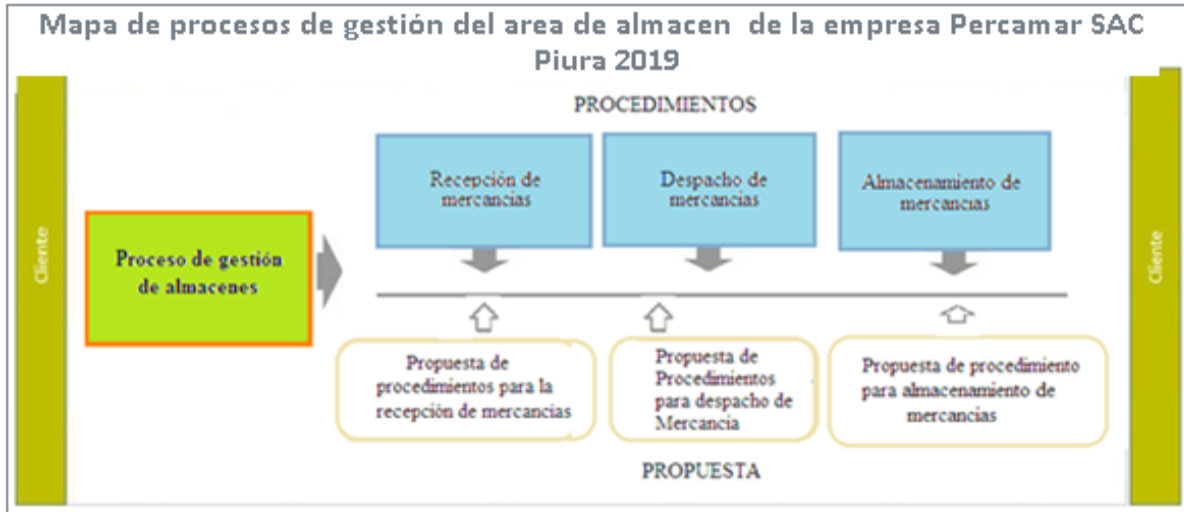 Mapa de procesos de gestión del area de almacen de la empresa Percamar SAC
Piura 2019
PROCEDIMIENTOS
Cliente
Proceso de gestión
de almacenes
Recepción de
mercancias
Despacho de
mercancias
Almacenamiento de
mercancias
Propuesta de
procedimientos para la
recepción de mercancias
Propuesta de
Procedimientos
para despacho de
Mercancia
Propuesta de procedimiento
para almacenamiento de
mercancias
PROPUESTA
Cliente